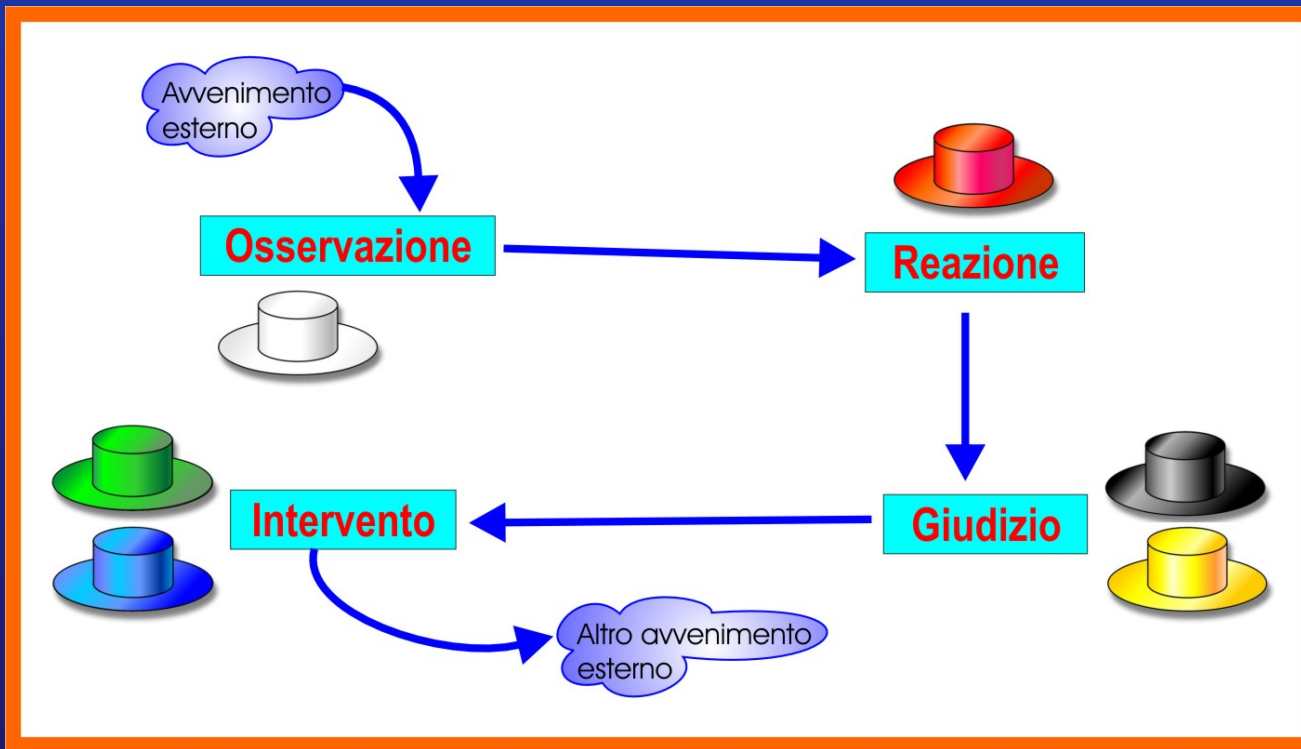 Avvenimento
esterno
Osservazione
Reazione
Giudizio
Intervento
Altro avvenimento
esterno